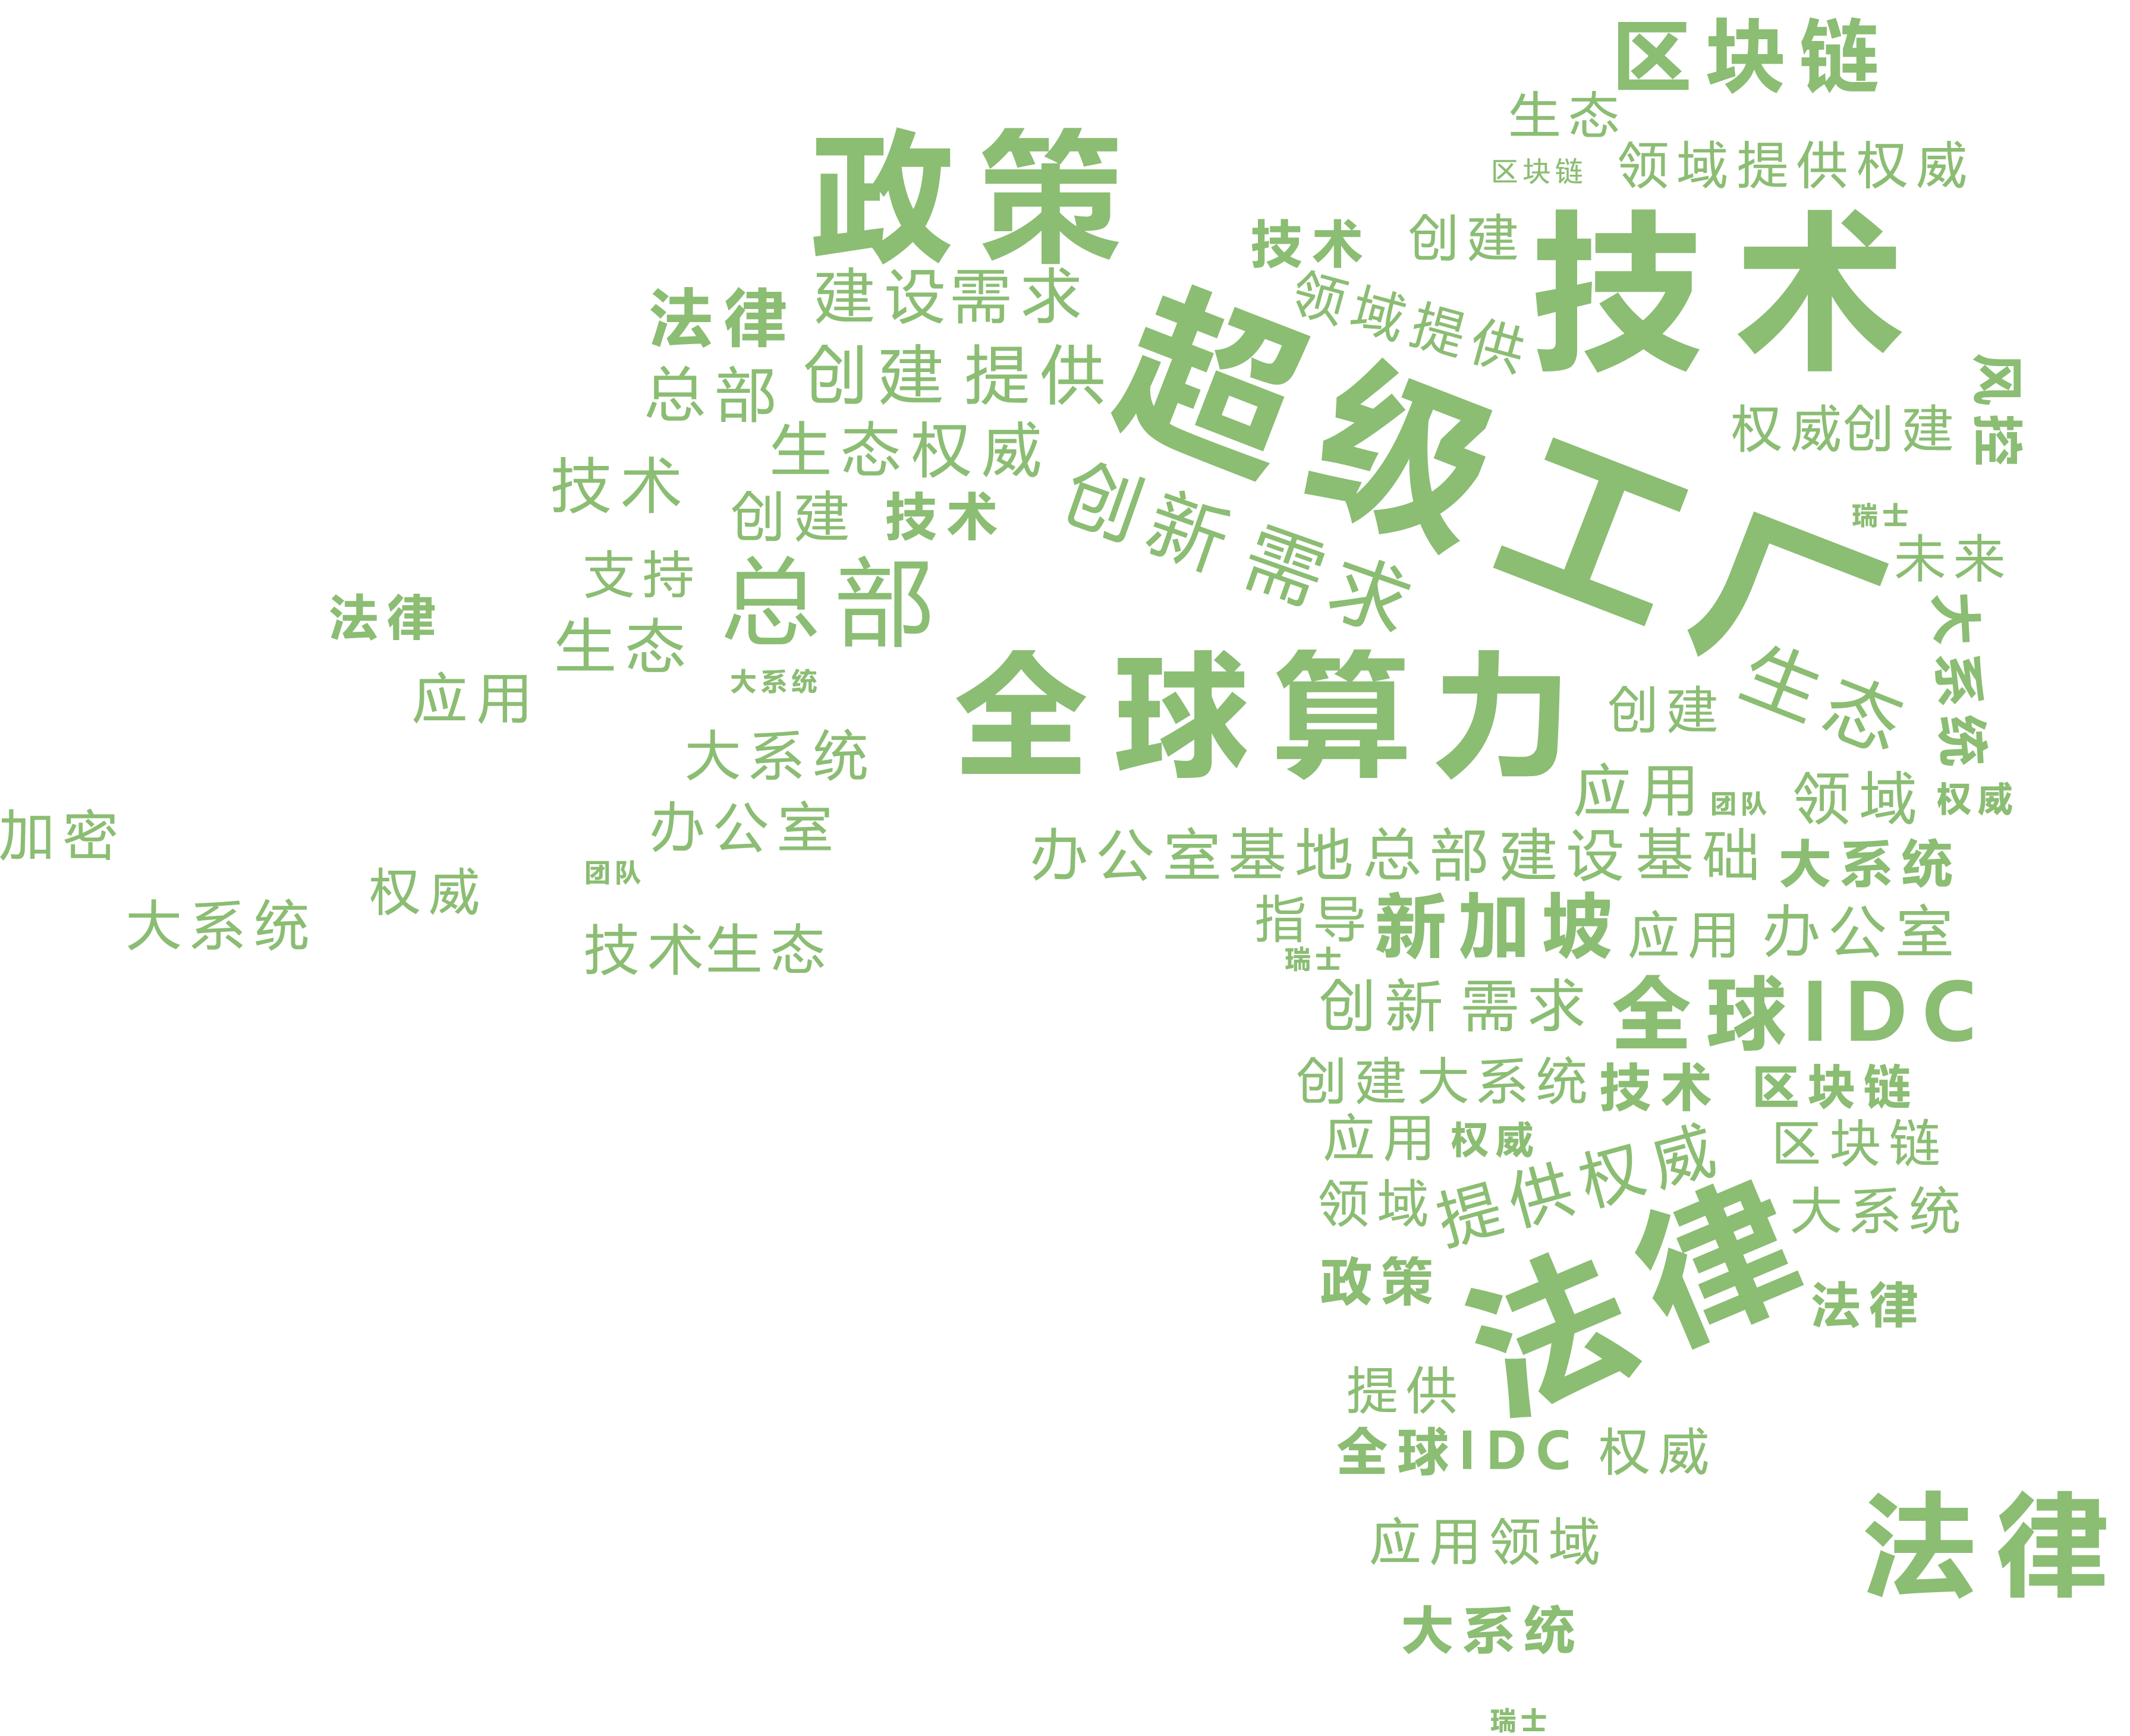 区块链
生态
区块链 领域提供权威
政策
技术 创建 技术
领域提供
建设需求
法律
超级工厂
总部 创建 提供
权威创建
权威
生态权威
技术
创建 技术
创新需求
瑞士
未来
支持
总部
法律
生态
大系统
大系统
应用
全球算力
生态
创建
大系统
应用 团队 领域 权威
加密
办公室
办公室基地总部建设基础 大系统
权威
团队
指导 新加坡 应用 办公室
大系统
技术生态
瑞士
创新需求 全球IDC
创建大系统 技术 区块链
应用 权威
区块链
提供权威
领域
大系统
法律
政策
法律
提供
全球IDC 权威
法律
应用领域
大系统
瑞士